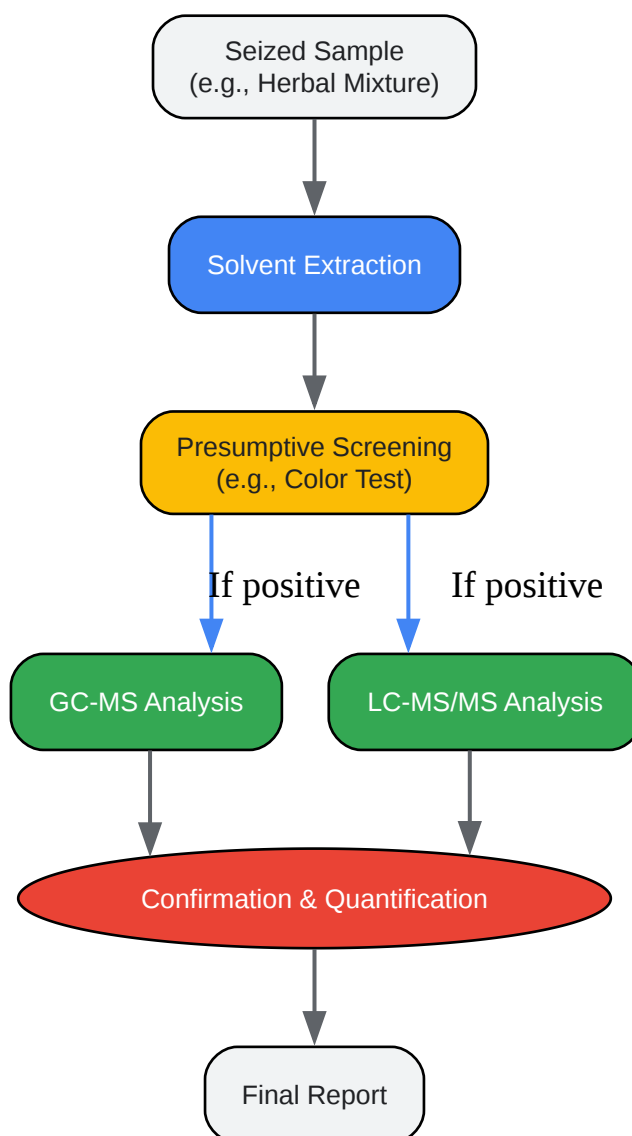 Seized Sample
(e.g., Herbal Mixture)
Solvent Extraction
Presumptive Screening
(e.g., Color Test)
If positive
If positive
GC-MS Analysis
LC-MS/MS Analysis
Confirmation & Quantification
Final Report